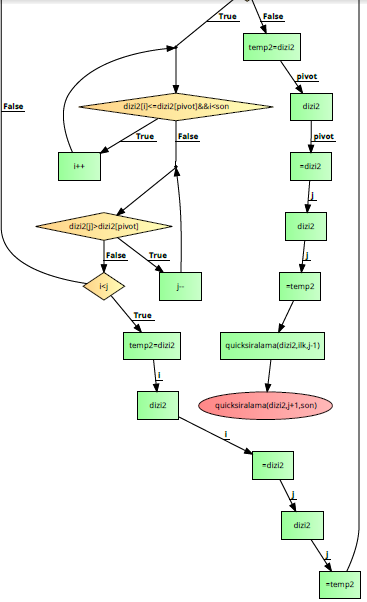 True
False
temp2=dizi2
pivot
False
dizi2[i]<=dizi2[pivot]&&i<son
dizi2
True
False
pivot
i++
=dizi2
j
dizi2[j]>dizi2[pivot]
dizi2
False
True
j
i<j
j--
=temp2
True
temp2=dizi2
quicksiralama(dizi2,ilk,j-1)
i
dizi2
quicksiralama(dizi2,j+1,son)
i
=dizi2
j
dizi2
j
=temp2